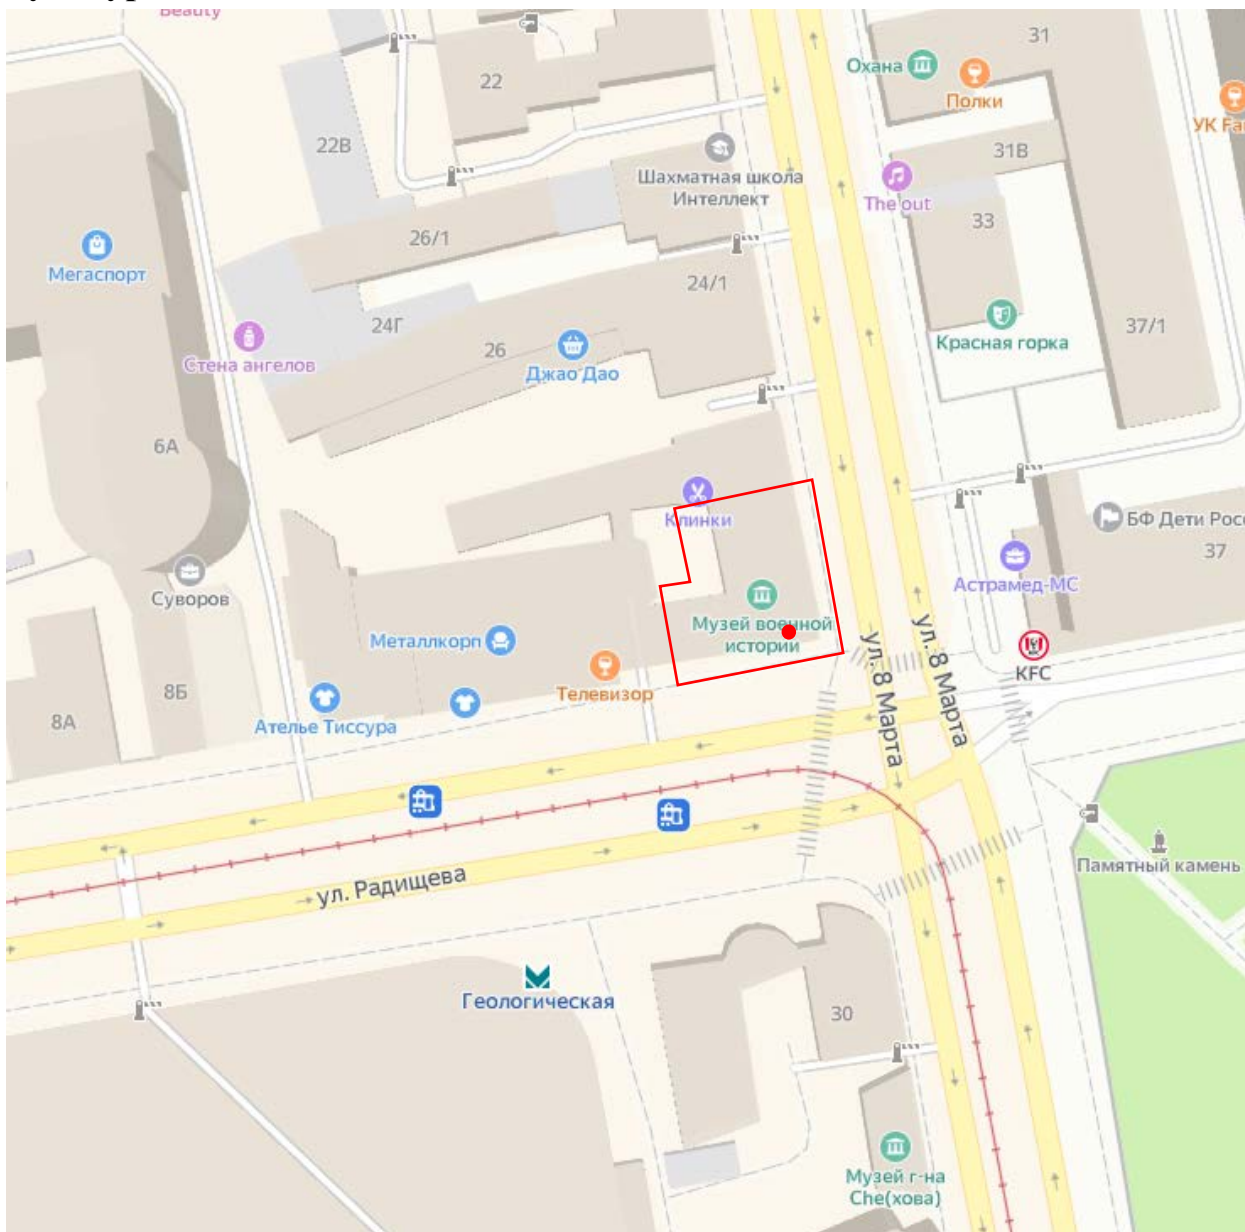 Beauty
31
Охана
Полки
22
УК Fa
22В
31В
Шахматная школа
Интеллект
The out
33
26/1
Мегаспорт
24/1
24Г
37/1
Красная горка
26
Стена ангелов
Джао Дао
6А
Клинки
БФ Дети Рос
37
Астрамед-МС
Суворов
Музей военной
истории
Металлкорп
ул. 8 Марта
ул. 8 Марта
KFC
8Б
Телевизор
8А
Ателье Тиссура
Памятный камень
ул. Радищева
Геологическая
30
Музей г-на
Che(хова)